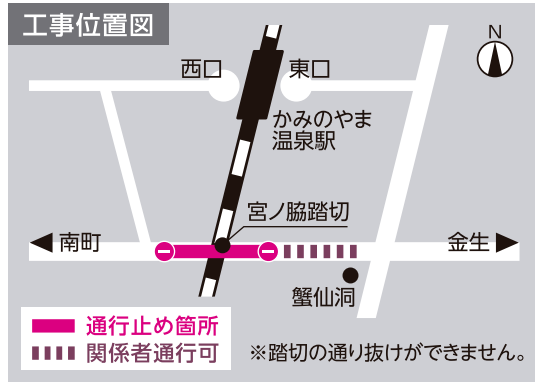 工事位置図
N
西口
東口
かみのやま
温泉駅
宮ノ脇踏切
南町
金生
蟹仙洞
通行止め箇所
関係者通行可
※踏切の通り抜けができません。